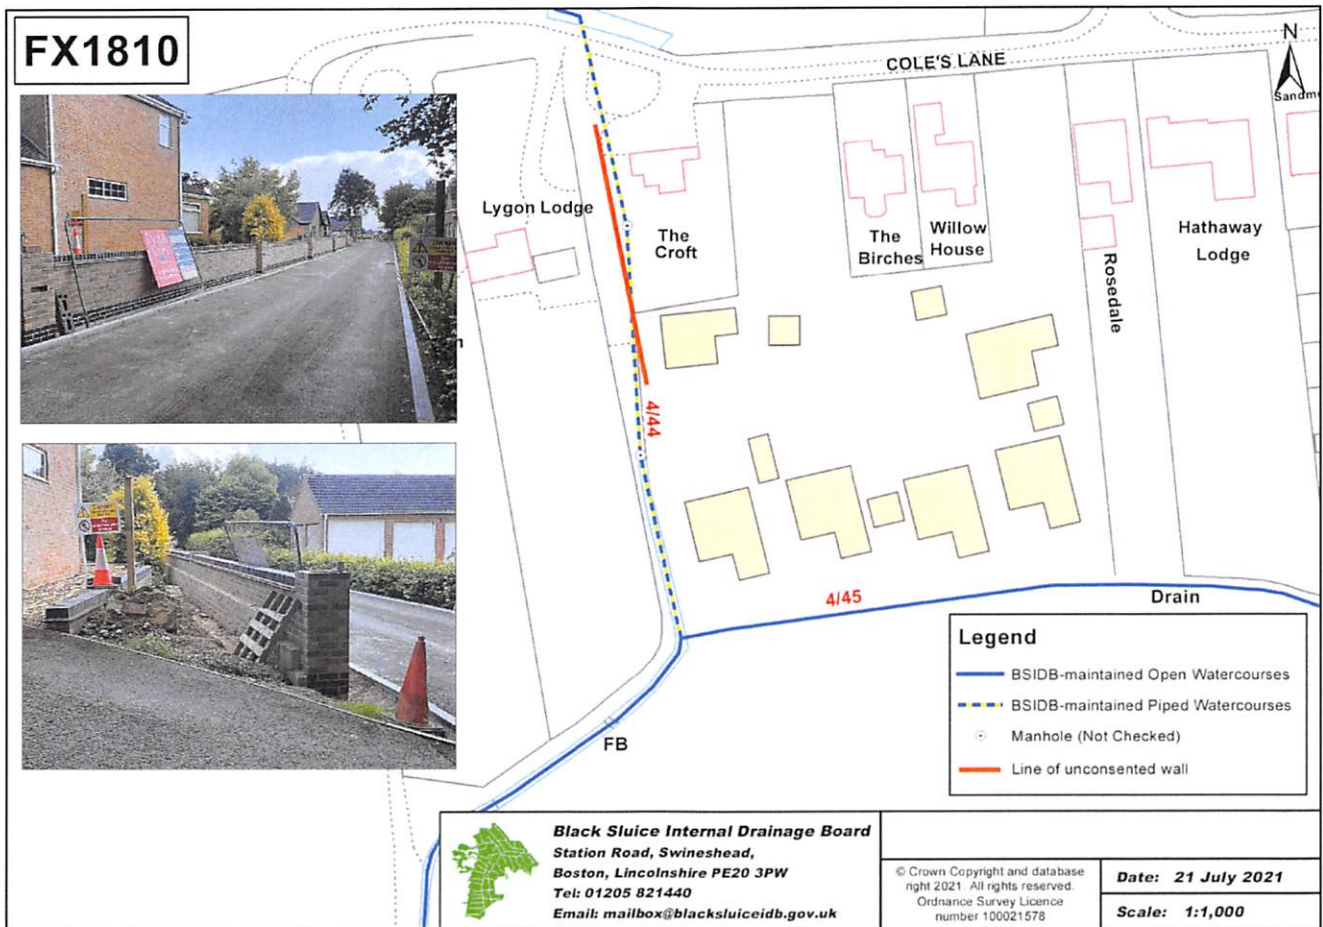 FX1810
COLE'S LANE
N
Lygon Lodge
The
Croft
The
Birches
Willow
House
Rosedale
Hathaway
Lodge
4/44
4/45
Drain
FB
Legend
BSIDB-maintained Open Watercourses
BSIDB-maintained Piped Watercourses
Manhole (Not Checked)
Line of unconsented wall
Black Sluice Internal Drainage Board
Station Road, Swineshead,
Boston, Lincolnshire PE20 3PW
Tel: 01205 821440
Email: mailbox@blacksluiceidb.gov.uk
© Crown Copyright and database
right 2021. All rights reserved.
Ordnance Survey Licence
number 100021578
Date: 21 July 2021
Scale: 1:1,000